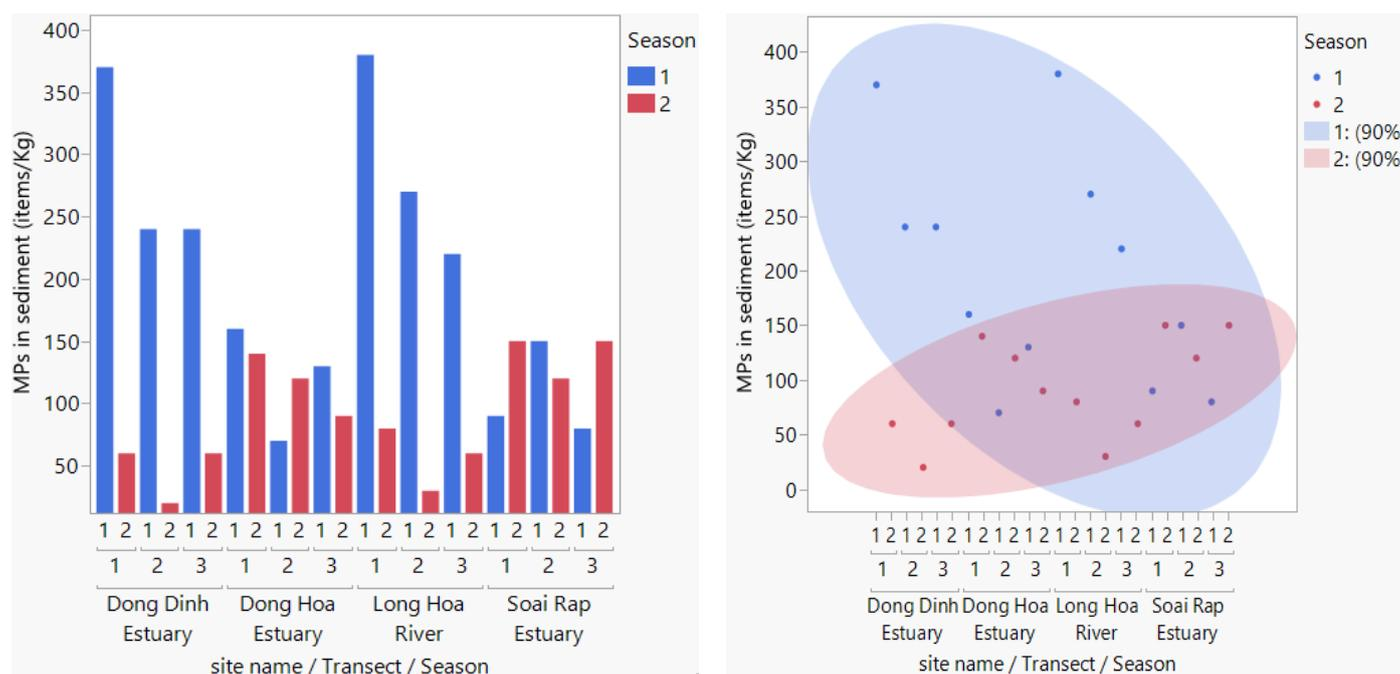 400
350
300
250
200
150
100
50
MPs in sediment (items/Kg)
Season
1
2
1 2 1 2 1 2 1 2 1 2 1 2 1 2 1 2 1 2 1 2 1 2 1 2
1 2 3 1 2 3 1 2 3 1 2 3
Dong Dinh Dong Hoa Long Hoa Soai Rap
Estuary Estuary River Estuary
site name / Transect / Season
400
350
300
250
200
150
100
50
0
MPs in sediment (items/Kg)
Season
1
2
1: (90%
2: (90%
1 2 1 2 1 2 1 2 1 2 1 2 1 2 1 2 1 2 1 2 1 2 1 2
1 2 3 1 2 3 1 2 3 1 2 3
Dong Dinh Dong Hoa Long Hoa Soai Rap
Estuary Estuary River Estuary
site name / Transect / Season